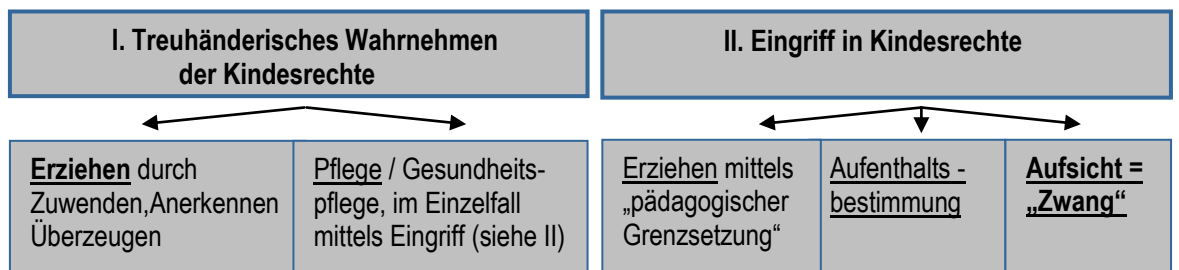 I. Treuhänderisches Wahrnehmen
der Kindesrechte
II. Eingriff in Kindesrechte
Erziehen durch
Zuwenden,Anerkennen
Überzeugen
Pflege / Gesundheits-
pflege, im Einzelfall
mittels Eingriff (siehe II)
Erziehen mittels
„pädagogischer
Grenzsetzung“
Aufenthalts -
bestimmung
Aufsicht =
„Zwang“